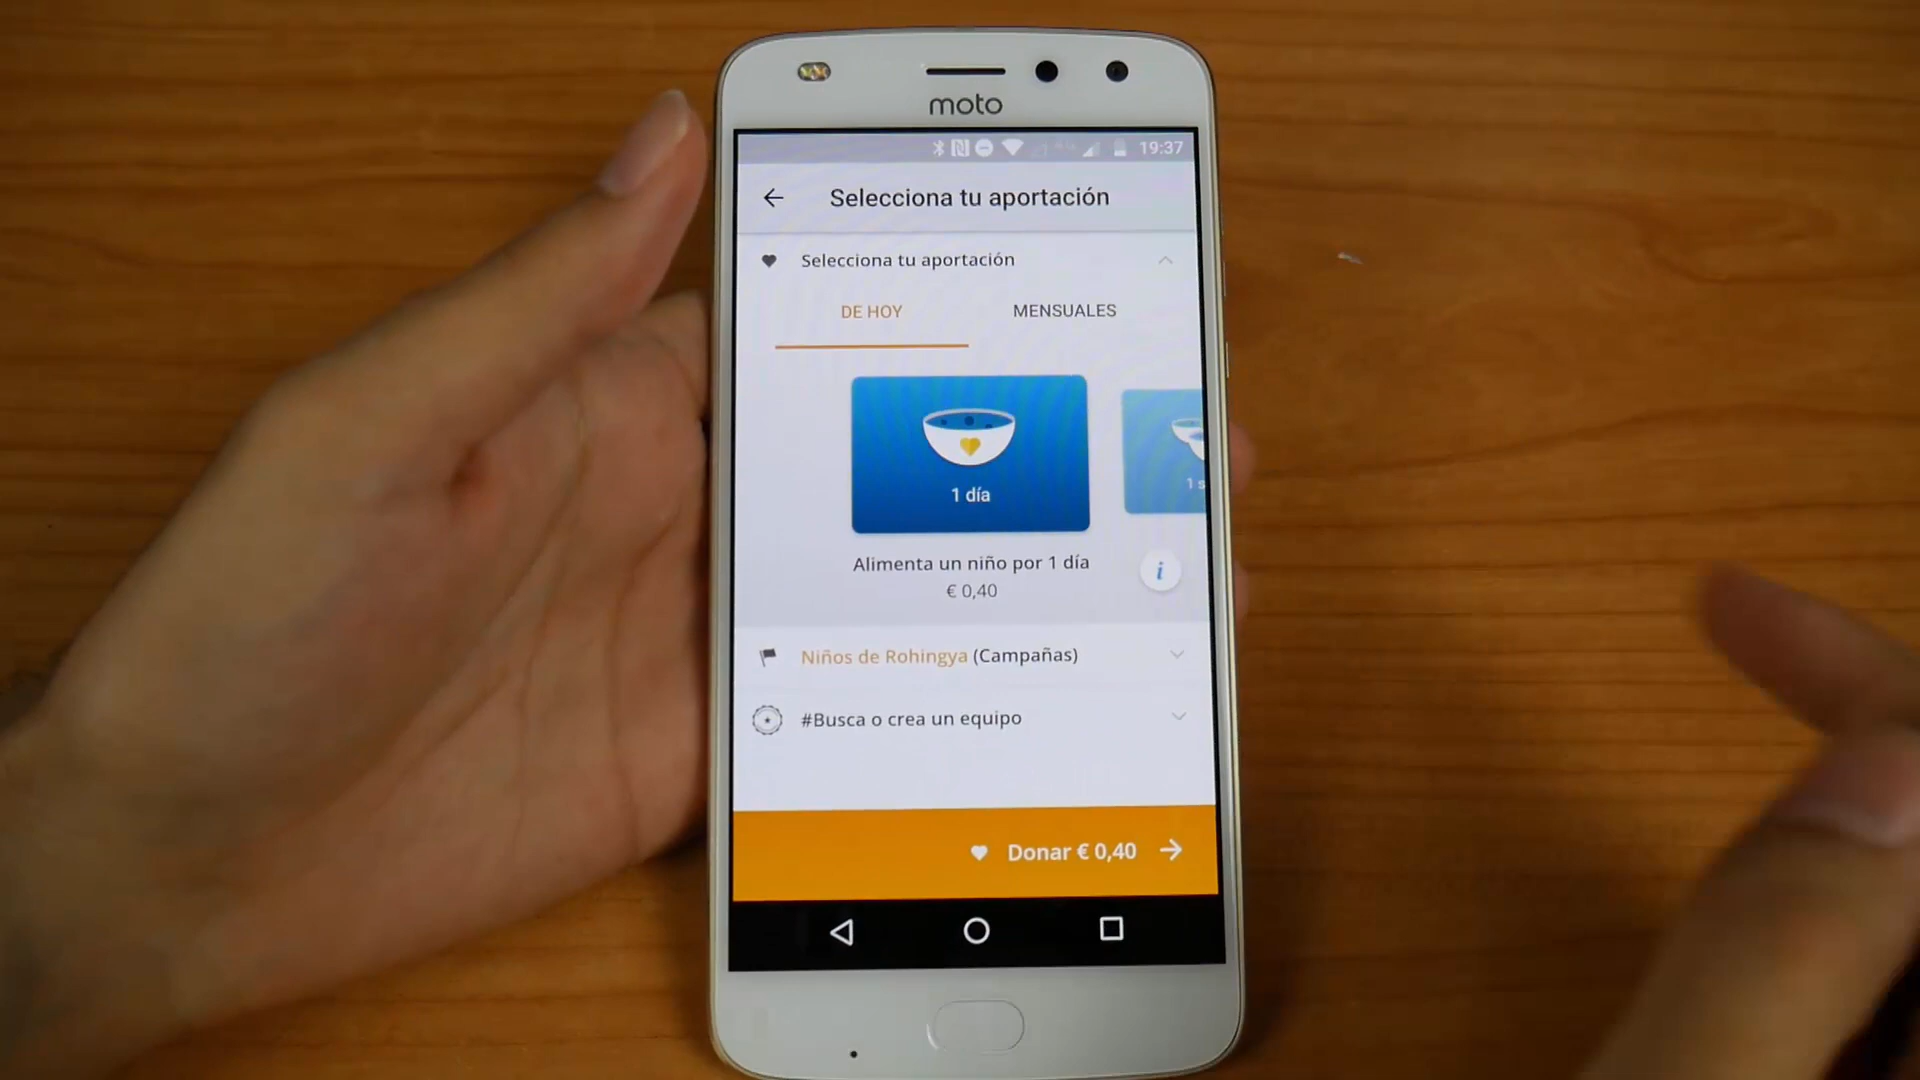 moto
19:37
Selecciona tu aportación
Selecciona tu aportación
DE HOY
MENSUALES
1 día
1 s
Alimenta un niño por 1 día
€ 0,40
i
Niños de Rohingya (Campañas)
#Busca o crea un equipo
Donar € 0,40